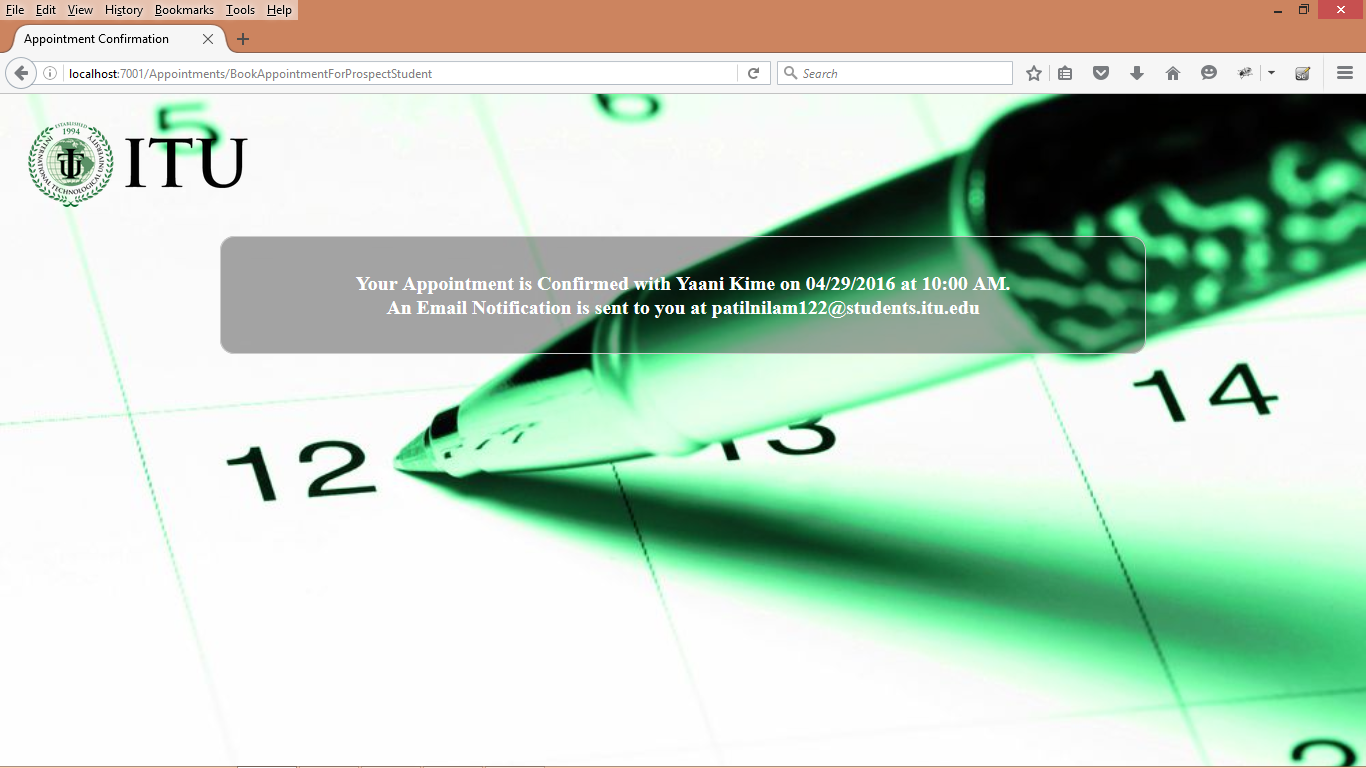 File Edit View History Bookmarks Tools Help
Appointment Confirmation
localhost:7001/Appointments/BookAppointmentForProspectStudent
Search
5
6
ESTABLISHED
1994
INTERNATIONAL TECHNOLOGICAL UNIVERSITY
ITU
Your Appointment is Confirmed with Yaani Kime on 04/29/2016 at 10:00 AM.
An Email Notification is sent to you at patilnilam122@students.itu.edu
12
13
14